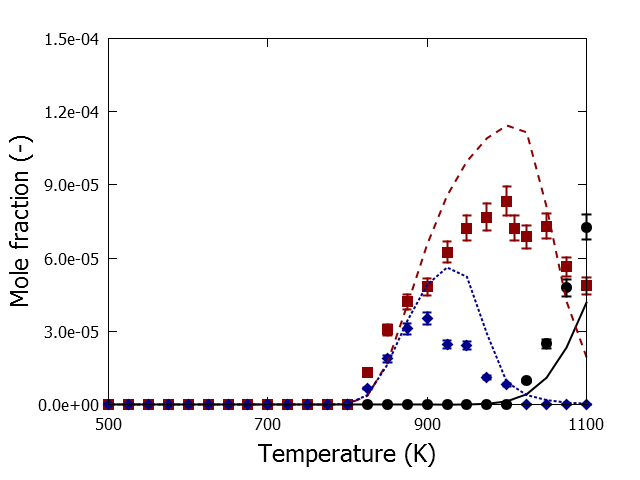 1.5e-04
1.2e-04
9.0e-05
6.0e-05
3.0e-05
0.0e+00
Mole fraction (-)
500 700 900 1100
Temperature (K)